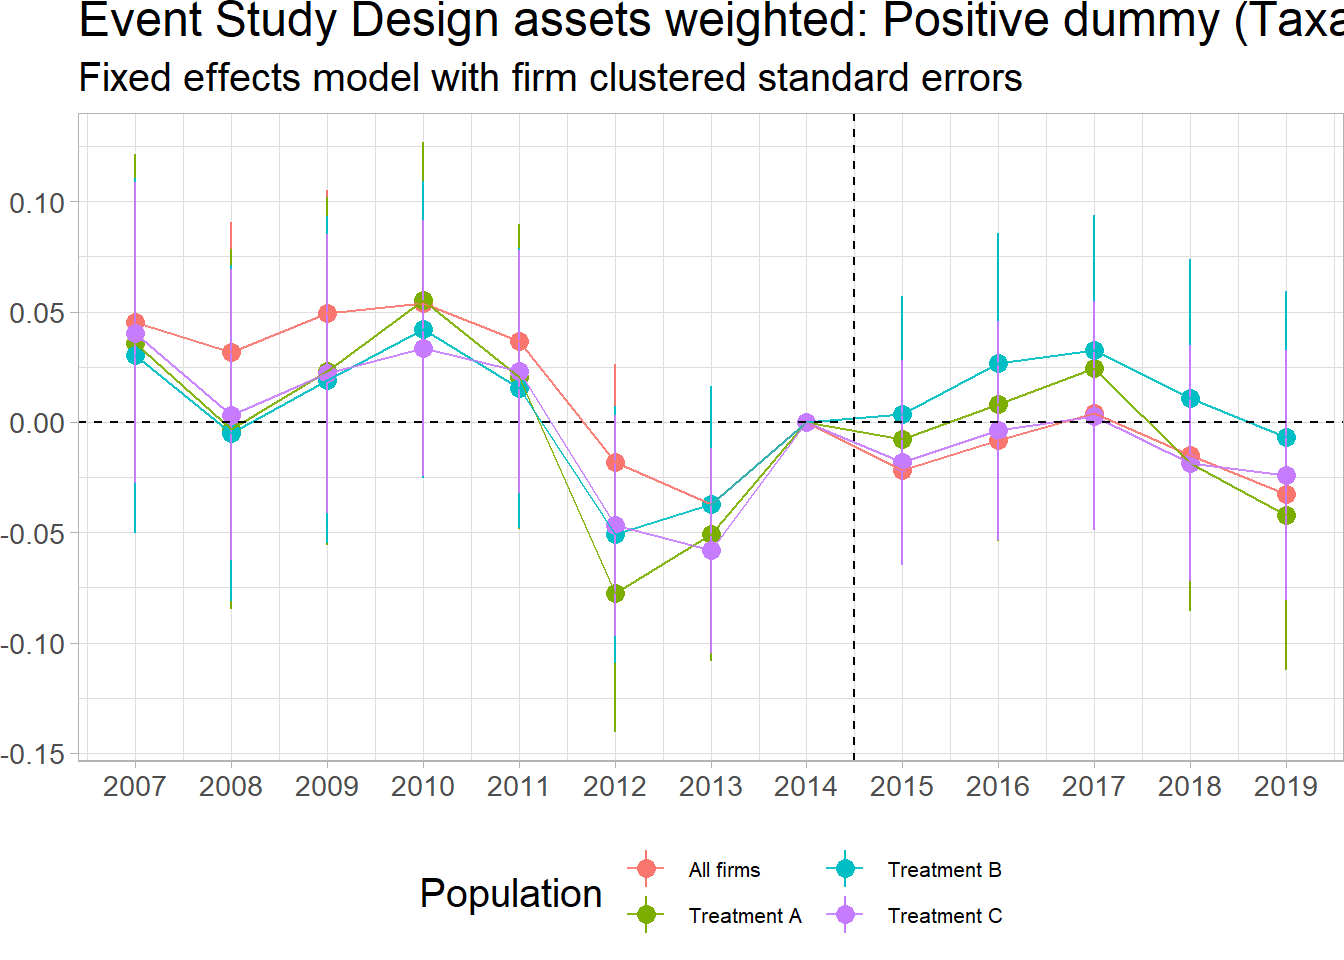 Event Study Design assets weighted: Positive dummy (Taxa
Fixed effects model with firm clustered standard errors
0.10
0.05
0.00
-0.05
-0.10
-0.15
2007 2008 2009 2010 2011 2012 2013 2014 2015 2016 2017 2018 2019
Population
All firms
Treatment A
Treatment B
Treatment C